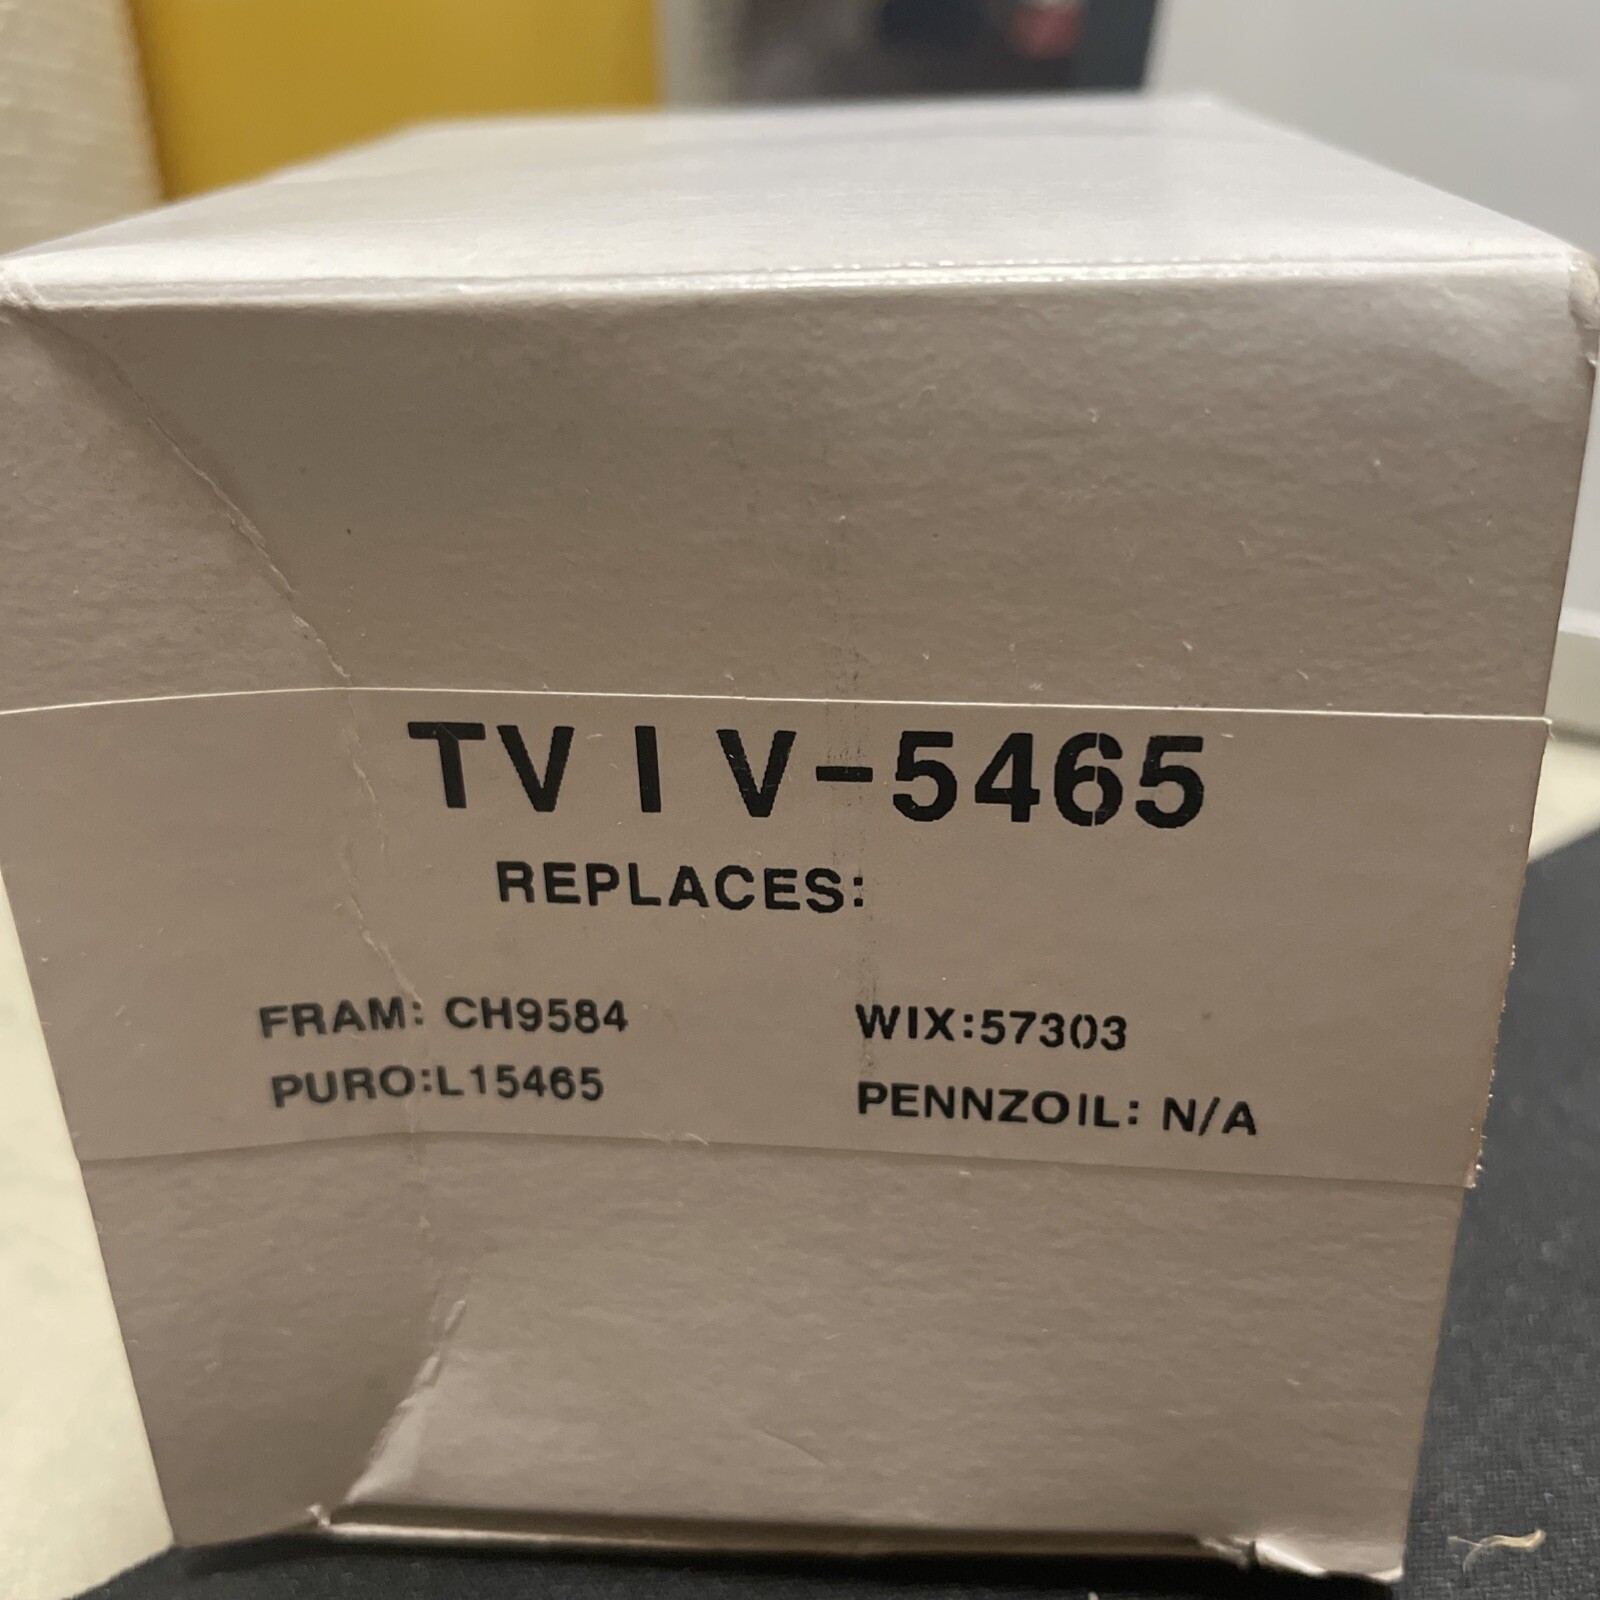 TVIV-5465
REPLACES:
FRAM: CH9584 WIX:57303
PURO:L15465 PENNZOIL: N/A